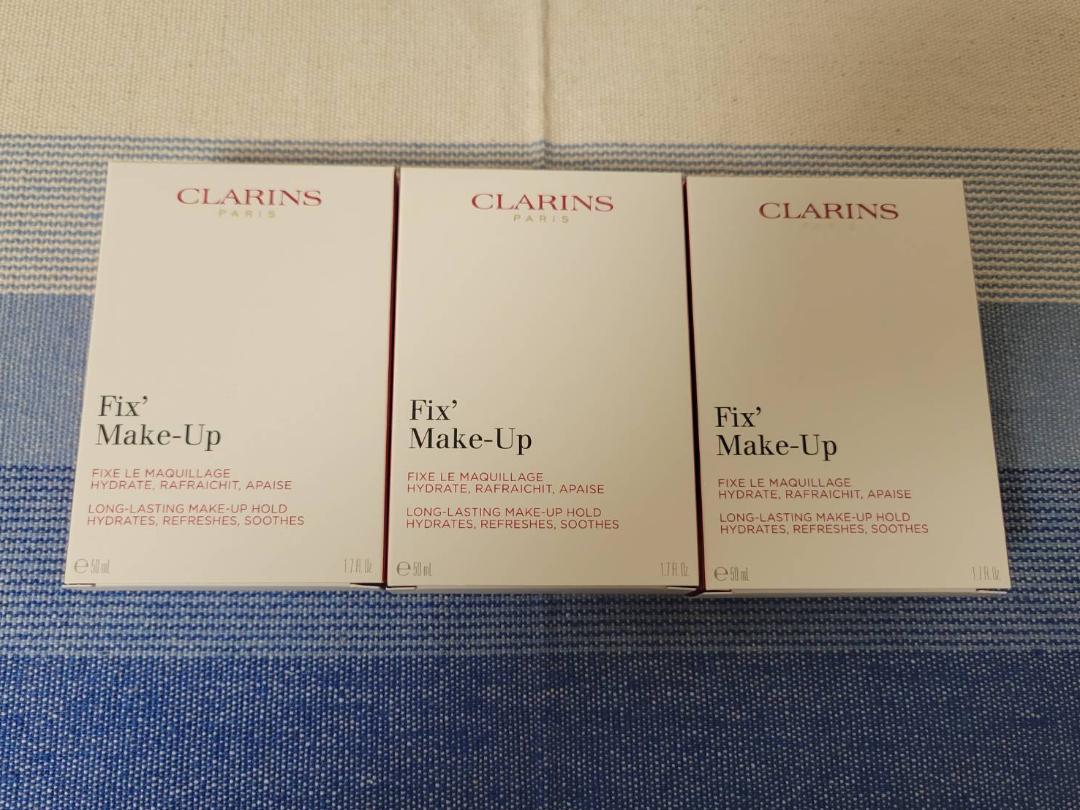 CLARINS
PARIS
Fix’
Make-Up
FIXE LE MAQUILLAGE
HYDRATE, RAFRAICHIT, APAISE
LONG-LASTING MAKE-UP HOLD
HYDRATES, REFRESHES, SOOTHES
℮ 50 mL
1.7 Fl. Oz.
CLARINS
PARIS
Fix’
Make-Up
FIXE LE MAQUILLAGE
HYDRATE, RAFRAICHIT, APAISE
LONG-LASTING MAKE-UP HOLD
HYDRATES, REFRESHES, SOOTHES
℮ 50 mL
1.7 Fl. Oz.
CLARINS
PARIS
Fix’
Make-Up
FIXE LE MAQUILLAGE
HYDRATE, RAFRAICHIT, APAISE
LONG-LASTING MAKE-UP HOLD
HYDRATES, REFRESHES, SOOTHES
℮ 50 mL
1.7 Fl. Oz.